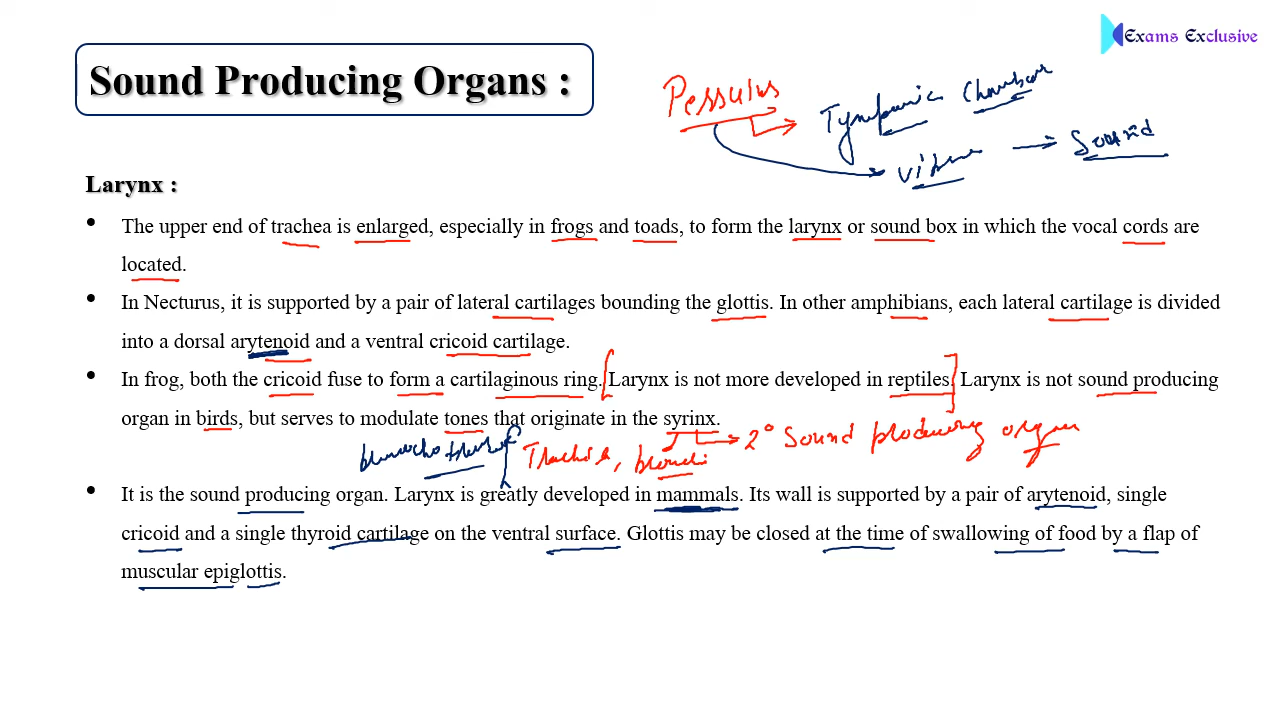 Exams Exclusive
Sound Producing Organs :
Pessulus
Tympanic Chamber
→ Sound
Larynx :
• The upper end of trachea is enlarged, especially in frogs and toads, to form the larynx or sound box in which the vocal cords are
located.
• In Necturus, it is supported by a pair of lateral cartilages bounding the glottis. In other amphibians, each lateral cartilage is divided
into a dorsal arytenoid and a ventral cricoid cartilage.
• In frog, both the cricoid fuse to form a cartilaginous ring. [Larynx is not more developed in reptiles.] Larynx is not sound producing
organ in birds, but serves to modulate tones that originate in the syrinx.
2° Sound producing organ
• It is the sound producing organ. Larynx is greatly developed in mammals. Its wall is supported by a pair of arytenoid, single
cricoid and a single thyroid cartilage on the ventral surface. Glottis may be closed at the time of swallowing of food by a flap of
muscular epiglottis.